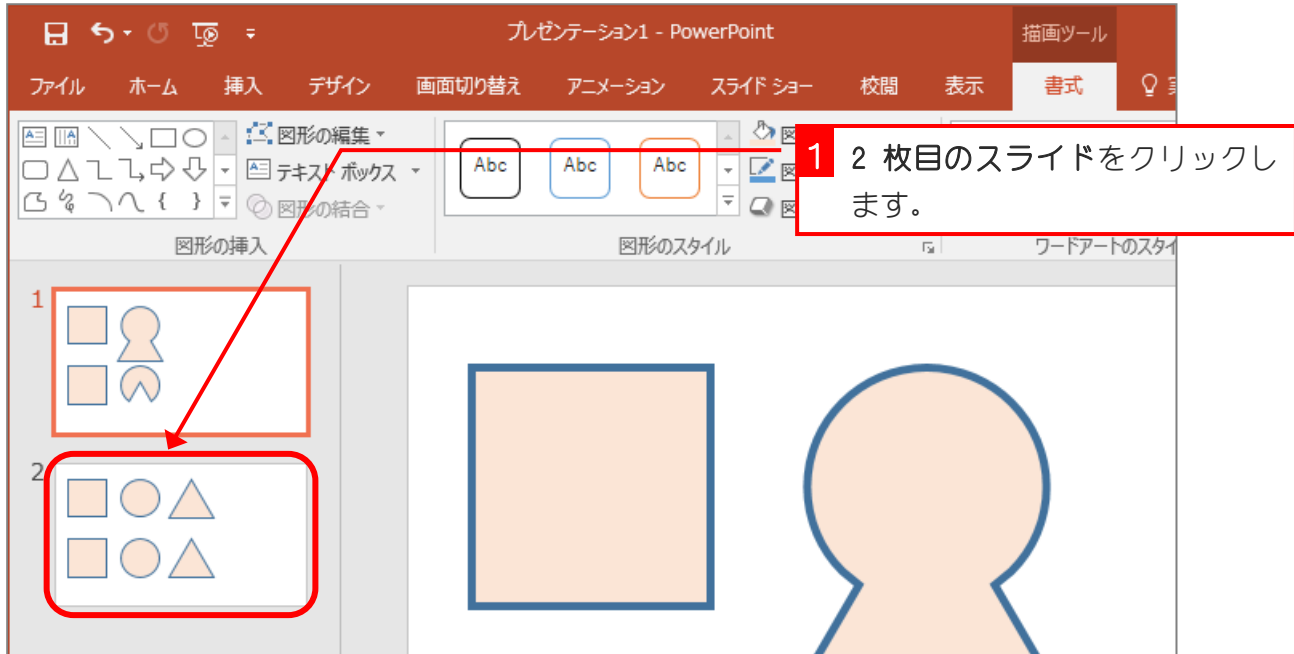 プレゼンテーション1 - PowerPoint
描画ツール
ファイル ホーム 挿入 デザイン 画面切り替え アニメーション スライド ショー 校閲 表示 書式
図形の編集
テキスト ボックス
図形の結合
Abc Abc Abc
図
図
図
1 2 枚目のスライドをクリックし
ます。
図形の挿入 図形のスタイル ワードアートのスタイ
1
2